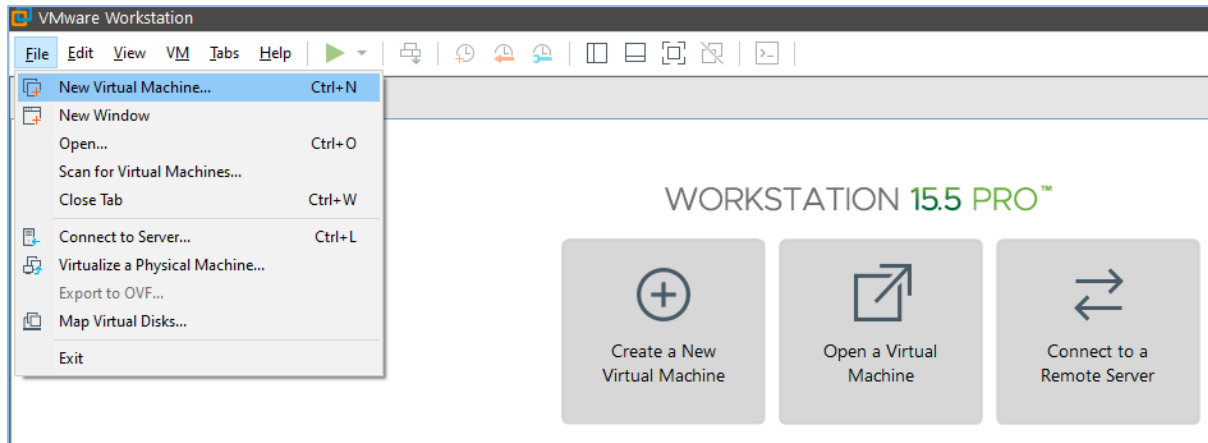 VMware Workstation
File Edit View VM Tabs Help
New Virtual Machine... Ctrl+N
New Window
Open... Ctrl+O
Scan for Virtual Machines...
Close Tab Ctrl+W
Connect to Server... Ctrl+L
Virtualize a Physical Machine...
Export to OVF...
Map Virtual Disks...
Exit
WORKSTATION 15.5 PRO™
Create a New
Virtual Machine
Open a Virtual
Machine
Connect to a
Remote Server